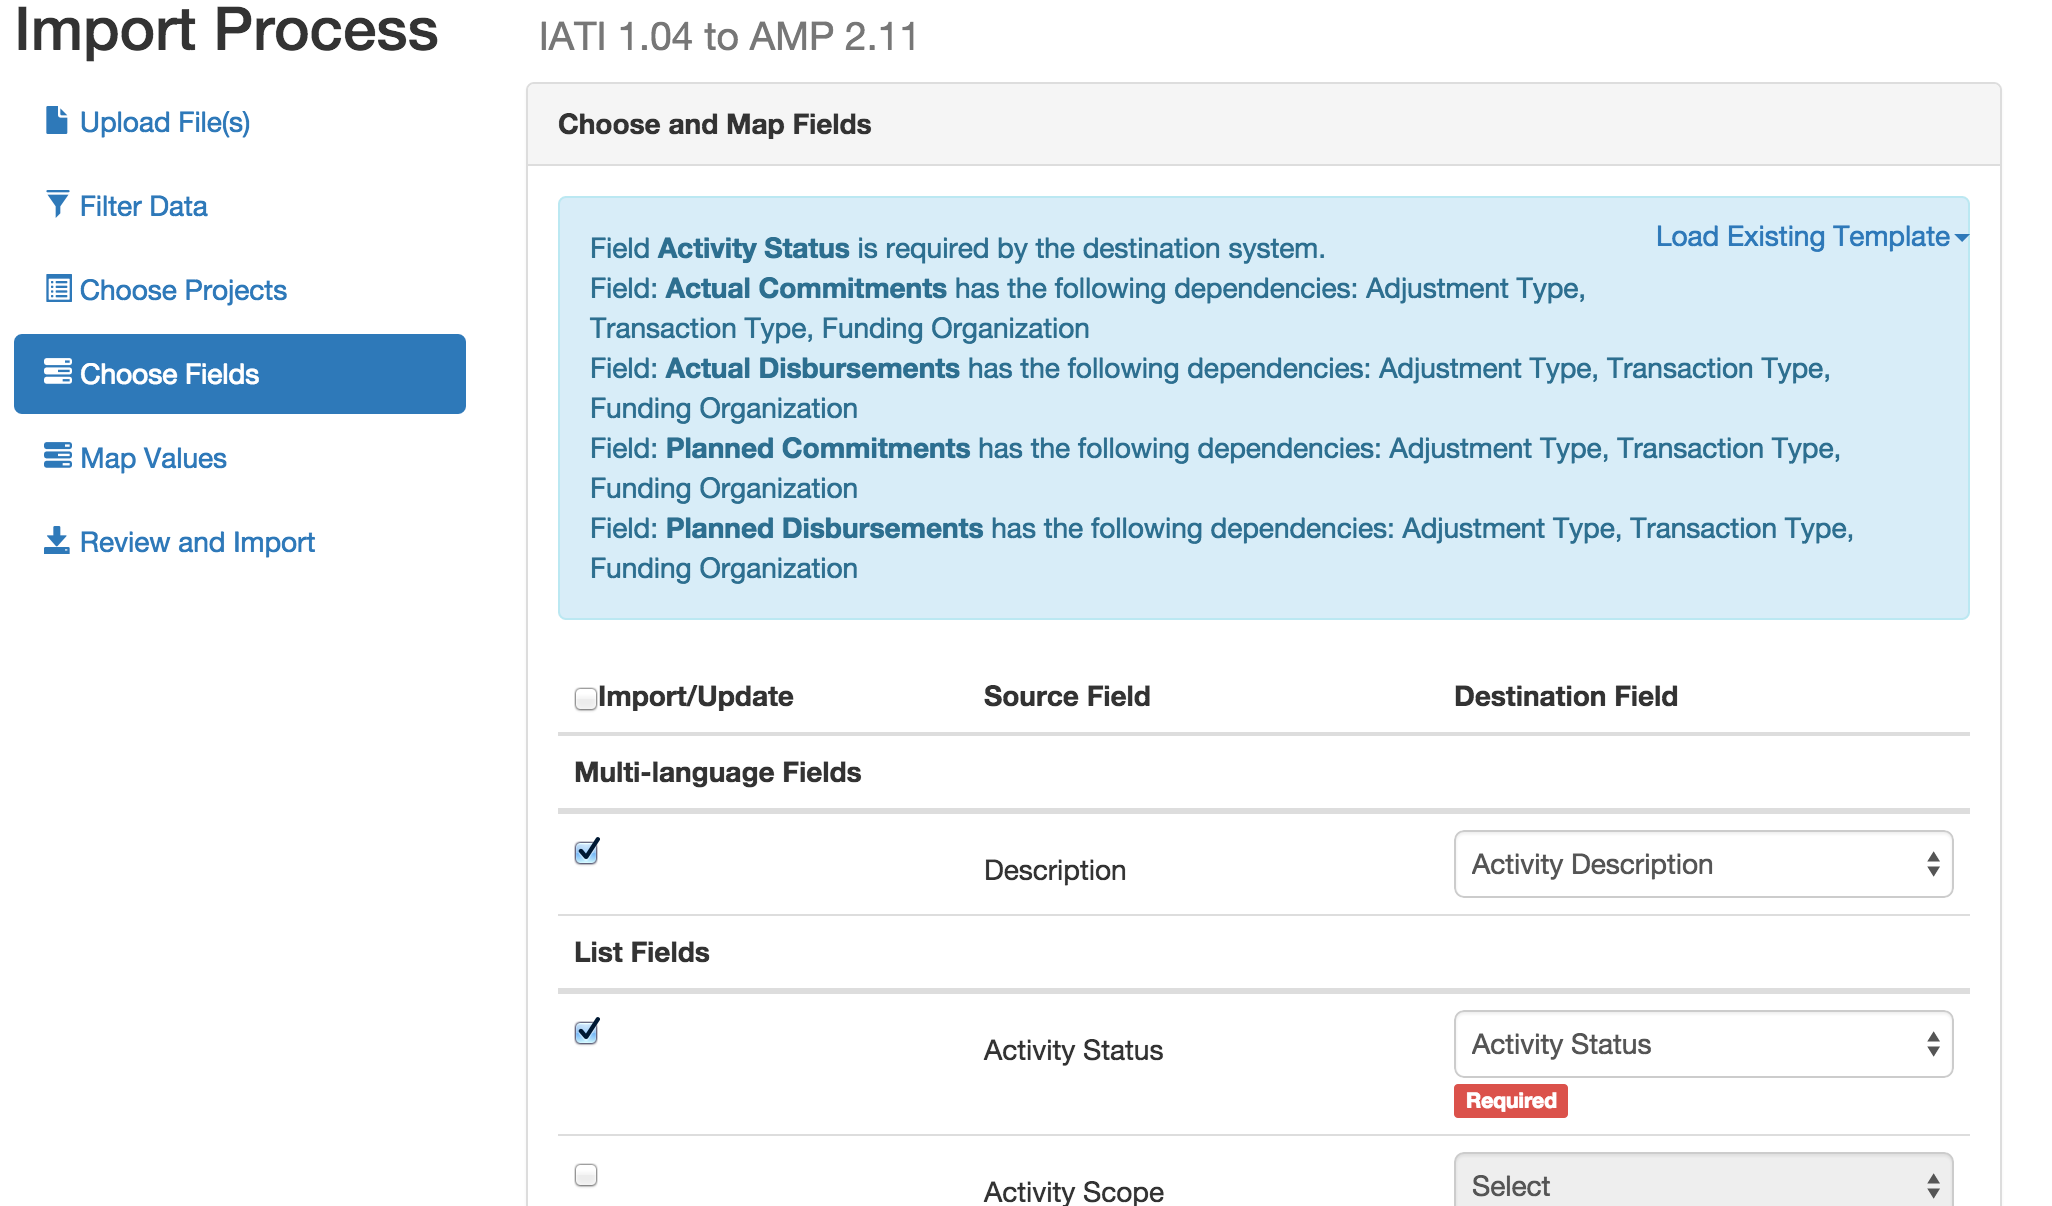 Import Process
IATI 1.04 to AMP 2.11
Upload File(s)
Filter Data
Choose Projects
Choose Fields
Map Values
Review and Import
Choose and Map Fields
Load Existing Template
Field Activity Status is required by the destination system.
Field: Actual Commitments has the following dependencies: Adjustment Type,
Transaction Type, Funding Organization
Field: Actual Disbursements has the following dependencies: Adjustment Type, Transaction Type,
Funding Organization
Field: Planned Commitments has the following dependencies: Adjustment Type, Transaction Type,
Funding Organization
Field: Planned Disbursements has the following dependencies: Adjustment Type, Transaction Type,
Funding Organization
Import/Update Source Field Destination Field
Multi-language Fields
Description Activity Description
List Fields
Activity Status Activity Status
Required
Activity Scope Select